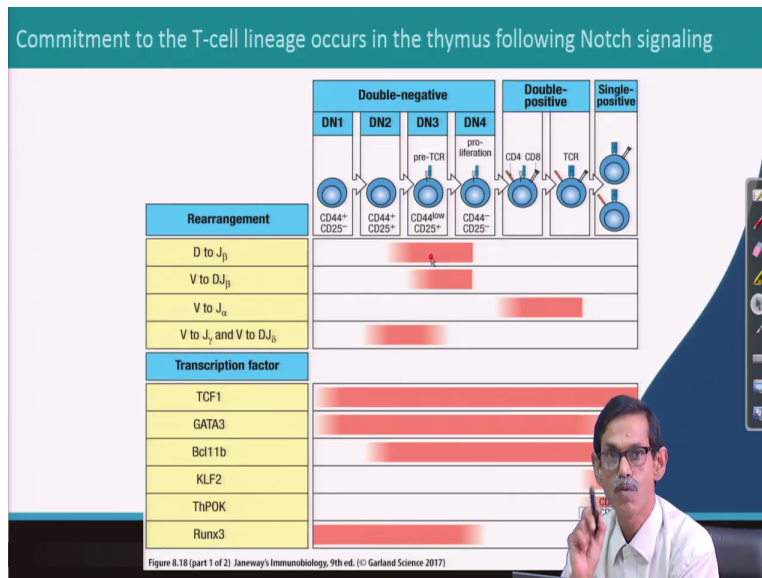 Commitment to the T-cell lineage occurs in the thymus following Notch signaling
Double-negative
Double-
positive
Single-
positive
DN1 DN2 DN3 DN4
pre-TCR
pro-
liferation
CD4 CD8
TCR
CD44+
CD25–
CD44+
CD25+
CD44low
CD25+
CD44–
CD25–
Rearrangement
D to Jβ
V to DJβ
V to Jα
V to Jγ and V to DJδ
Transcription factor
TCF1
GATA3
Bcl11b
KLF2
ThPOK
Runx3
Figure 8.18 (part 1 of 2) Janeway's Immunobiology, 9th ed. (© Garland Science 2017)